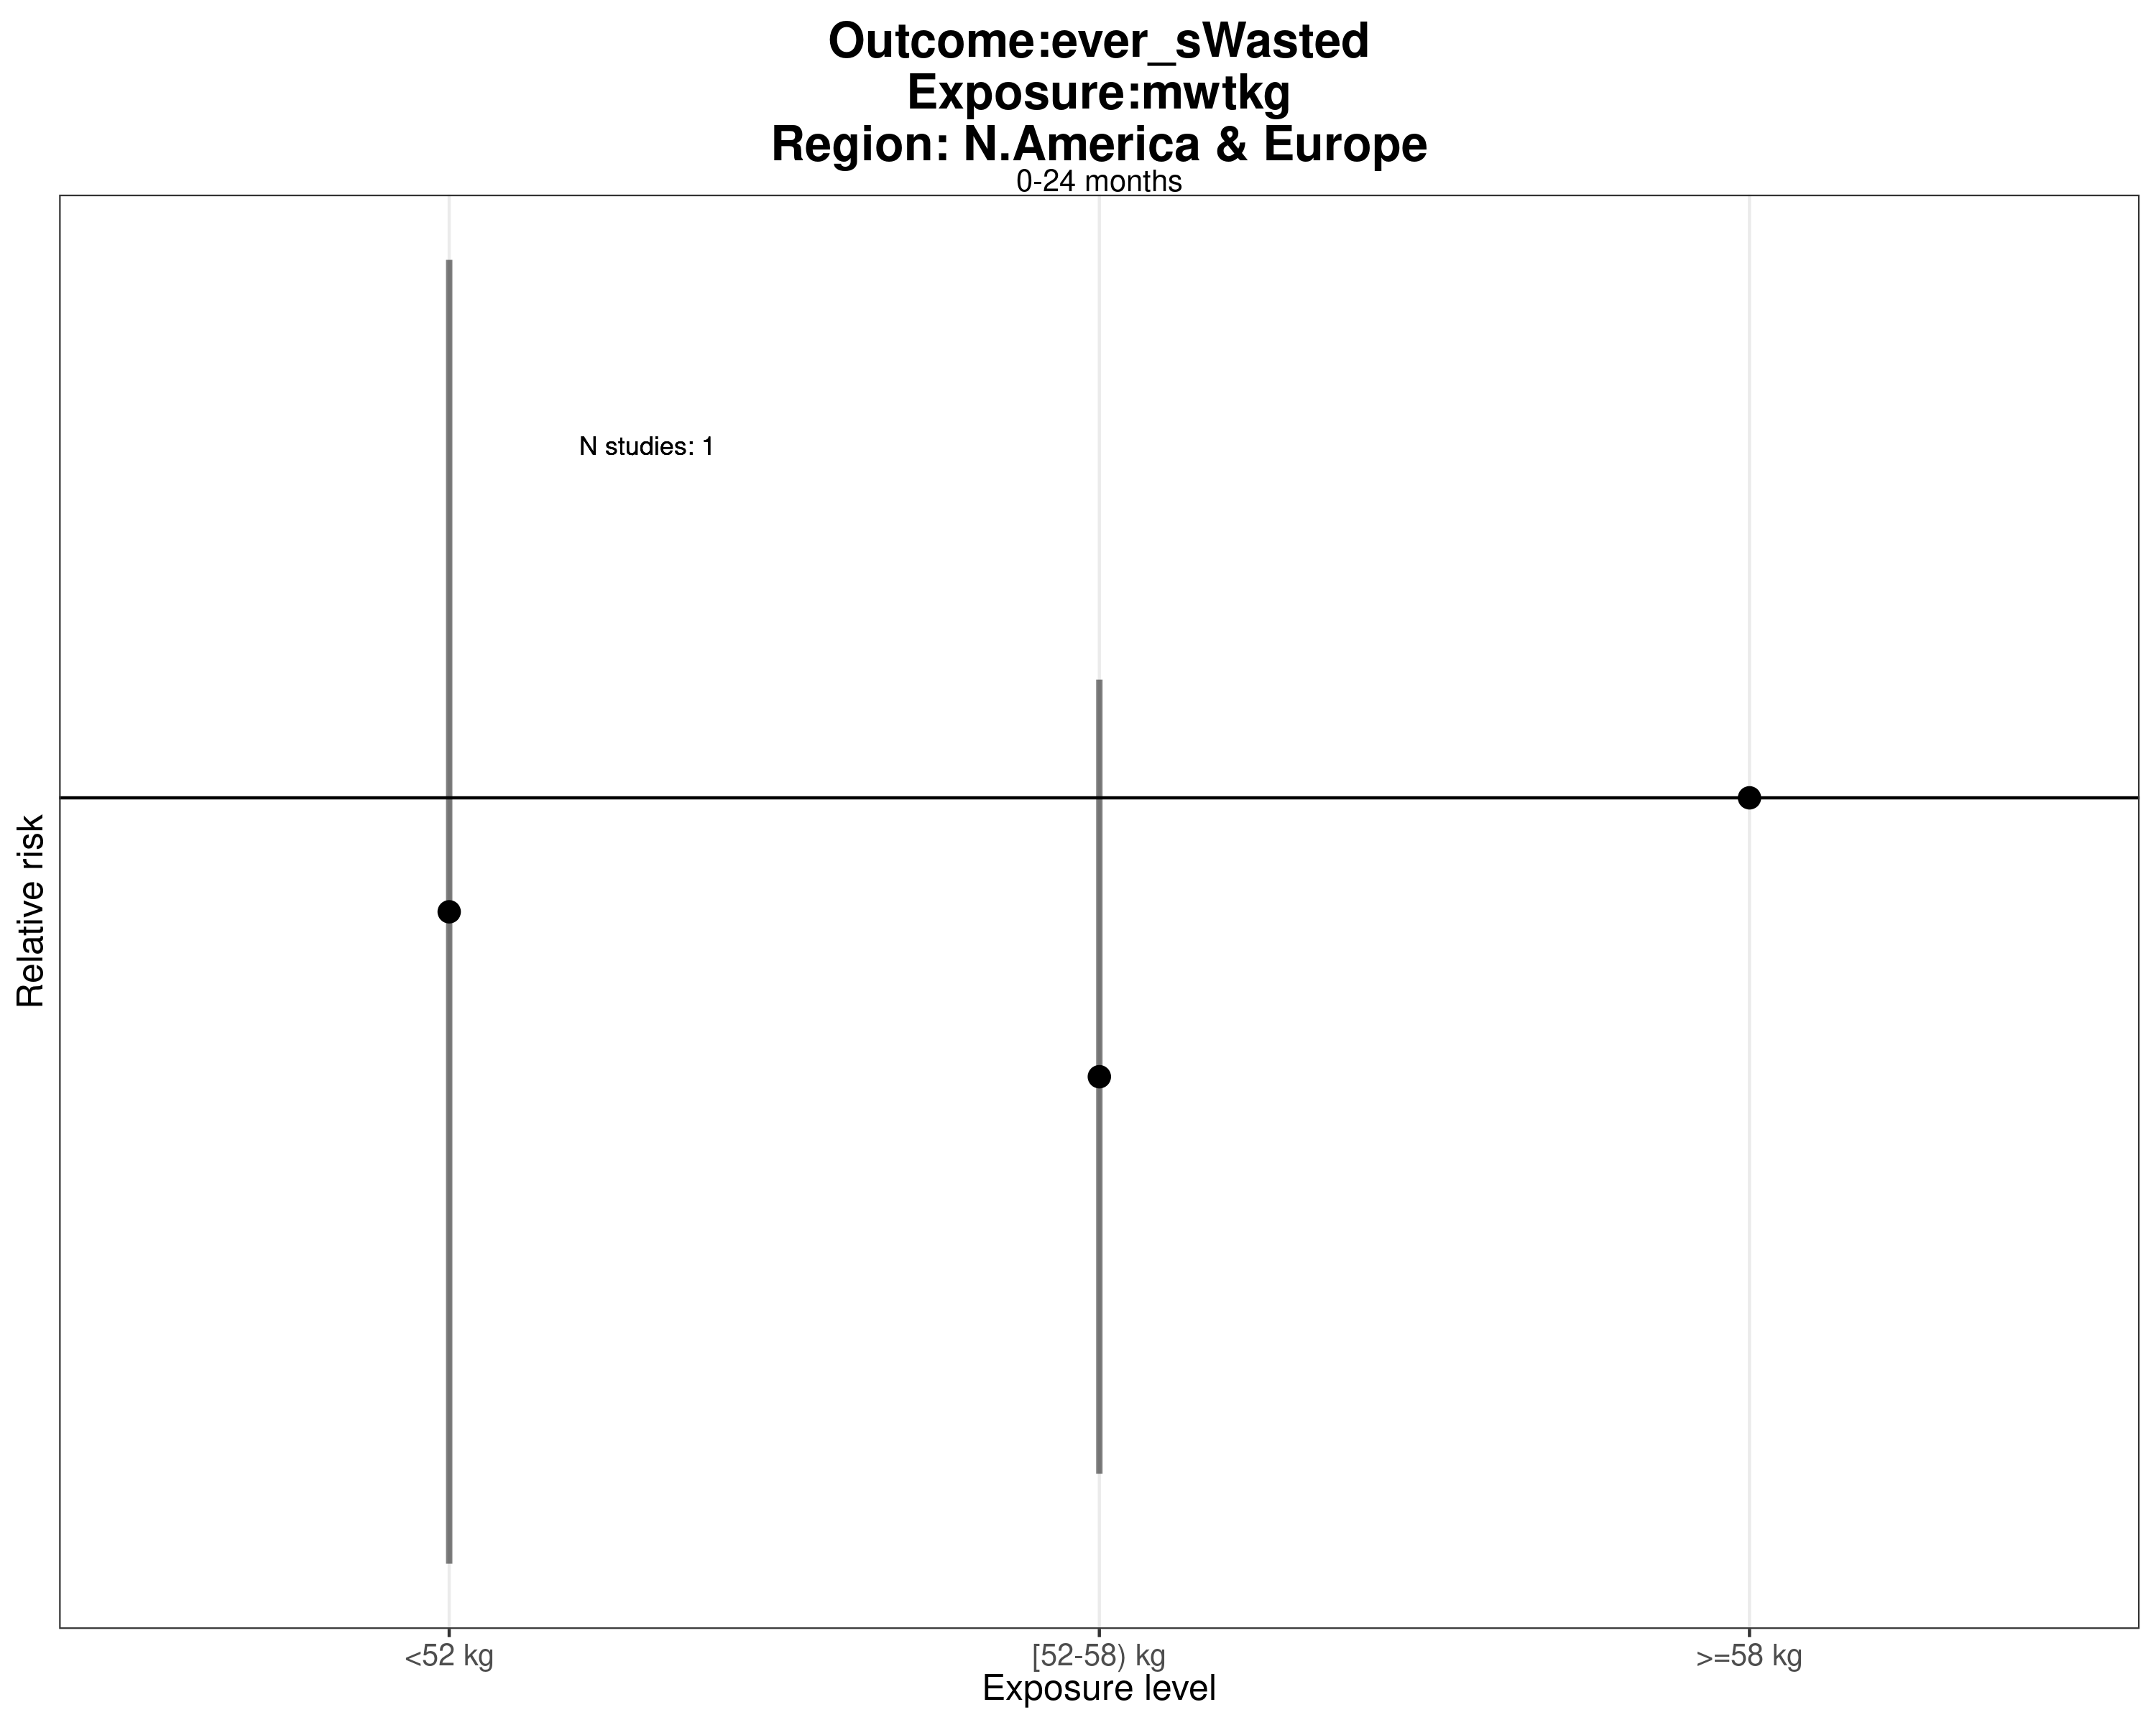 Outcome:ever_sWasted
Exposure:mwtkg
Region: N.America & Europe
0-24 months
N studies: 1
Relative risk
<52 kg
[52-58) kg
>=58 kg
Exposure level